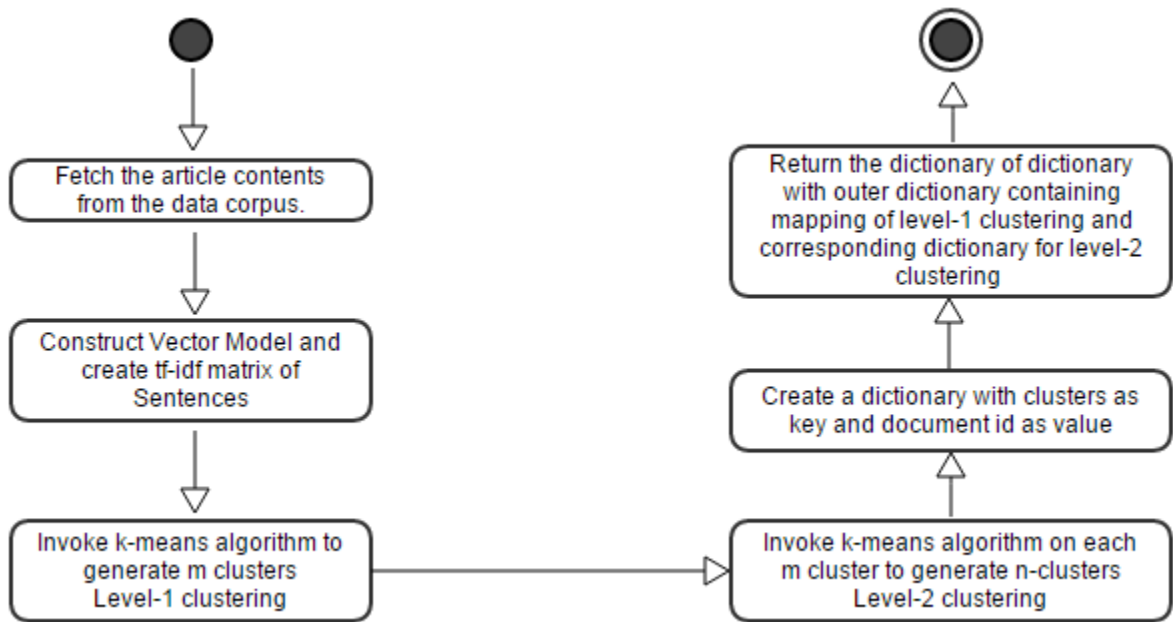 Fetch the article contents
from the data corpus.
Construct Vector Model and
create tf-idf matrix of
Sentences
Invoke k-means algorithm to
generate m clusters
Level-1 clustering
Invoke k-means algorithm on each
m cluster to generate n-clusters
Level-2 clustering
Create a dictionary with clusters as
key and document id as value
Return the dictionary of dictionary
with outer dictionary containing
mapping of level-1 clustering and
corresponding dictionary for level-2
clustering